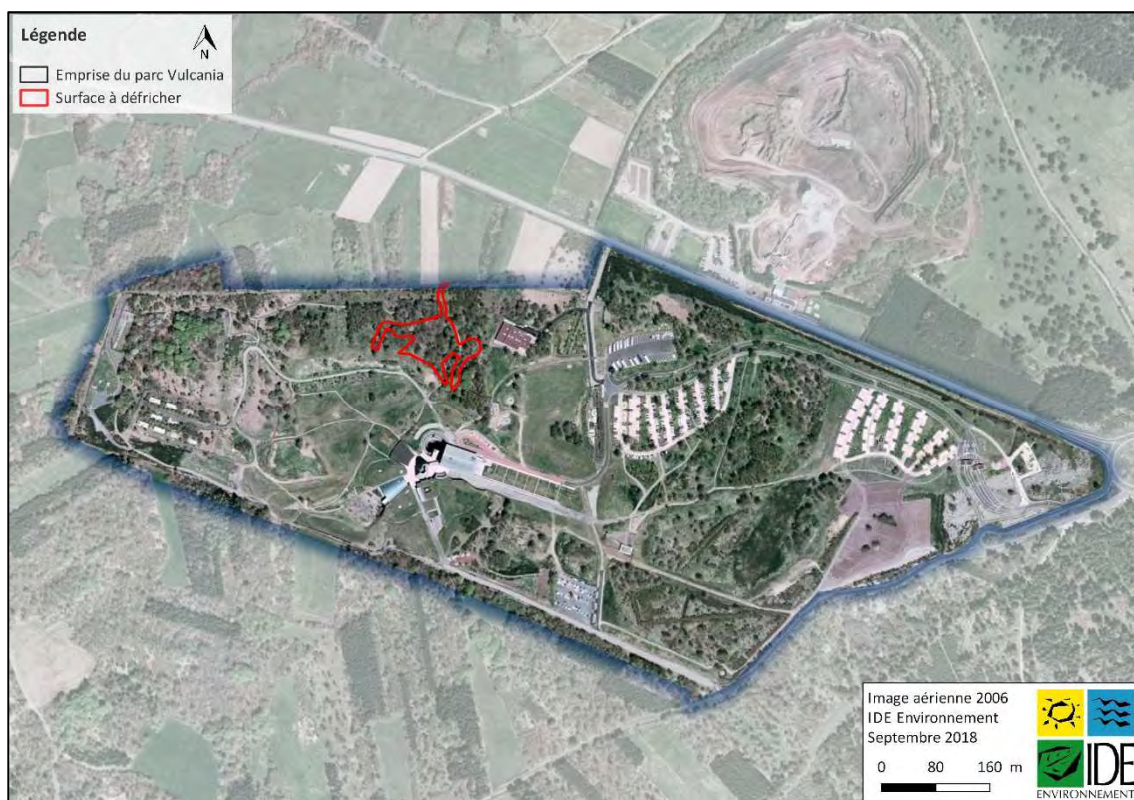 Légende
N
Emprise du parc Vulcania
Surface à défricher
Image aérienne 2006
IDE Environnement
Septembre 2018
0 80 160 m
IDE
ENVIRONNEMENT